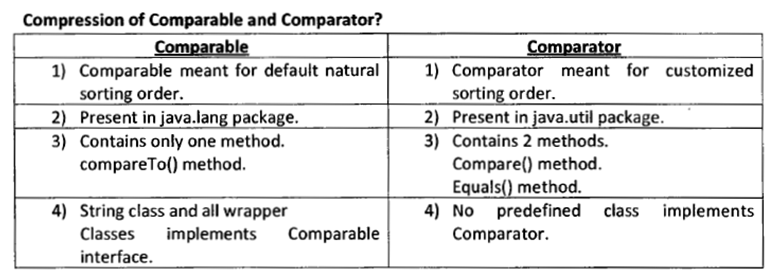 Compression of Comparable and Comparator?
Comparable
Comparator
1) Comparable meant for default natural
sorting order.
1) Comparator meant for customized
sorting order.
2) Present in java.lang package.
2) Present in java.util package.
3) Contains only one method.
compareTo() method.
3) Contains 2 methods.
Compare() method.
Equals() method.
4) String class and all wrapper
Classes implements Comparable
interface.
4) No predefined class implements
Comparator.